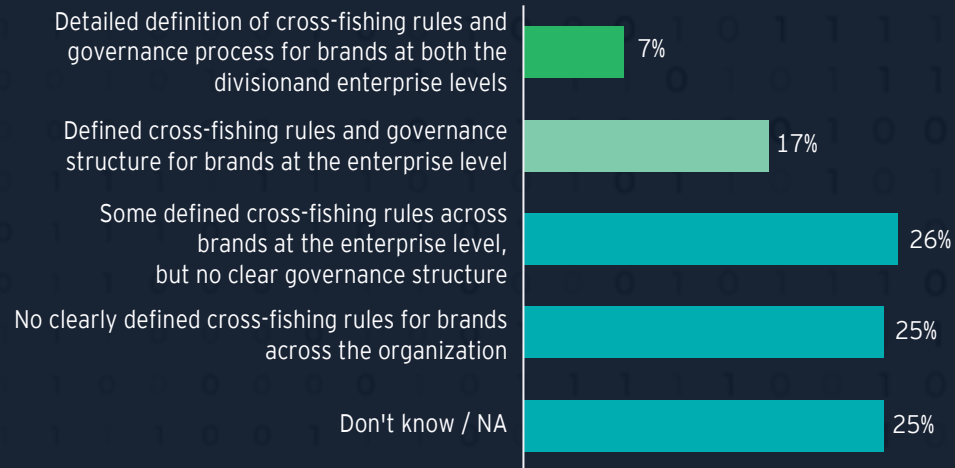 Detailed definition of cross-fishing rules and
governance process for brands at both the
divisionand enterprise levels
7%
Defined cross-fishing rules and governance
structure for brands at the enterprise level
17%
Some defined cross-fishing rules across
brands at the enterprise level,
but no clear governance structure
26%
No clearly defined cross-fishing rules for brands
across the organization
25%
Don't know / NA
25%